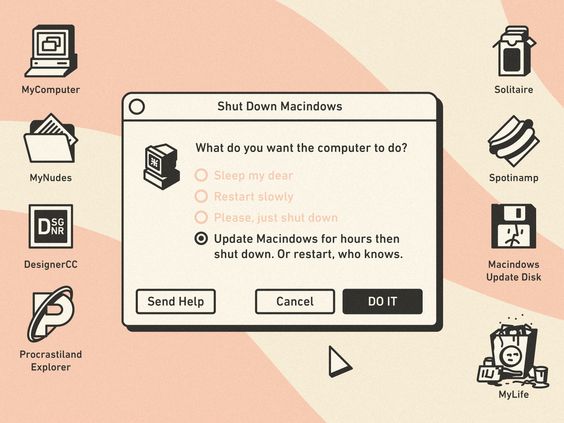 MyComputer
MyNudes
DSGNR
DesignerCC
Procrastiland
Explorer
Shut Down Macindows
What do you want the computer to do?
Sleep my dear
Restart slowly
Please, just shut down
Update Macindows for hours then
shut down. Or restart, who knows.
Send Help
Cancel
DO IT
Solitaire
Spotinamp
Macindows
Update Disk
MyLife